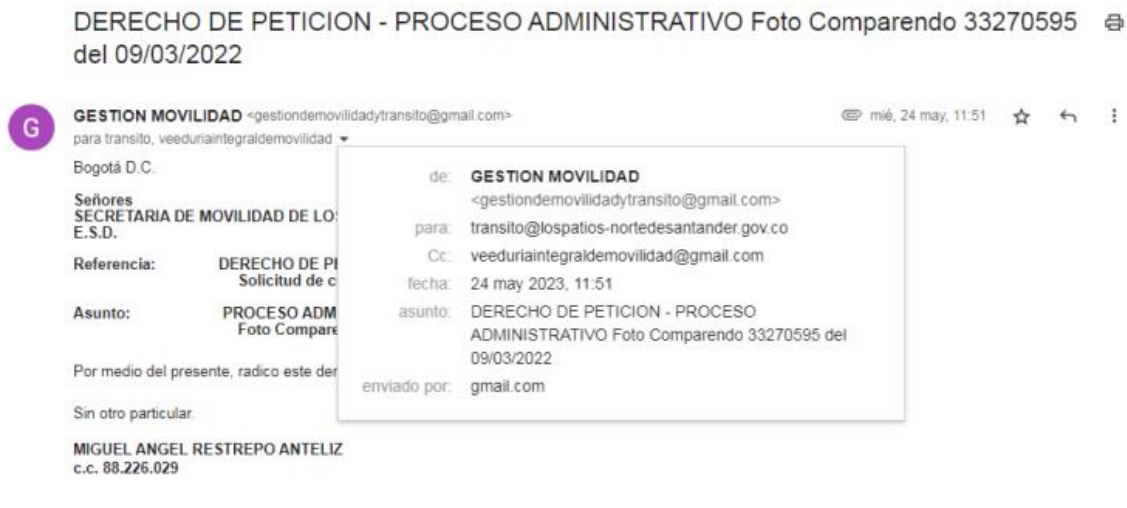 DERECHO DE PETICION - PROCESO ADMINISTRATIVO Foto Comparendo 33270595
del 09/03/2022
G
GESTION MOVILIDAD <gestiondemovilidadytransito@gmail.com>
mié, 24 may, 11:51
para transito, veeduriaintegraldemovilidad
Bogotá D.C.
Señores
SECRETARIA DE MOVILIDAD DE LO
E.S.D.
Referencia: DERECHO DE PE
Solicitud de c
Asunto: PROCESO ADM
Foto Compare
Por medio del presente, radico este der
Sin otro particular.
MIGUEL ANGEL RESTREPO ANTELIZ
c.c. 88.226.029
de: GESTION MOVILIDAD
<gestiondemovilidadytransito@gmail.com>
para: transito@lospatios-nortedesantander.gov.co
Cc: veeduriaintegraldemovilidad@gmail.com
fecha: 24 may 2023, 11:51
asunto: DERECHO DE PETICION - PROCESO
ADMINISTRATIVO Foto Comparendo 33270595 del
09/03/2022
enviado por: gmail.com